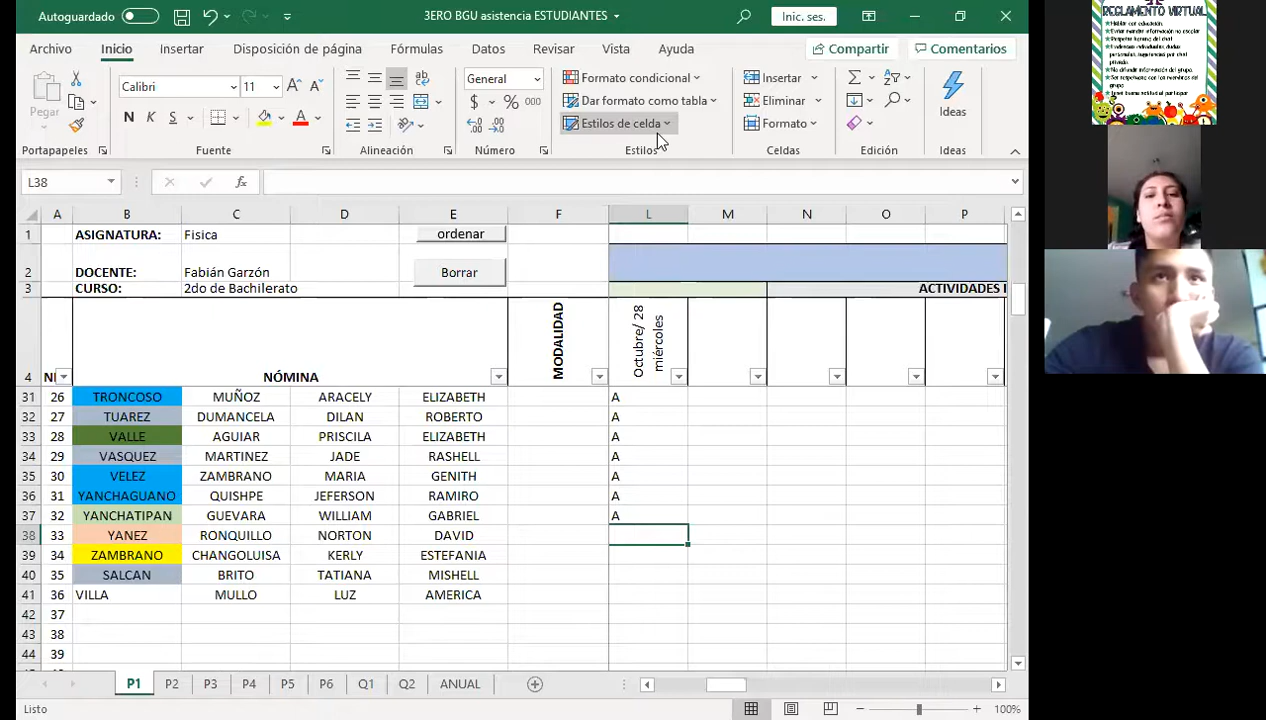 Autoguardado
3ERO BGU asistencia ESTUDIANTES
Inic. ses.
Archivo Inicio Insertar Disposición de página Fórmulas Datos Revisar Vista Ayuda Compartir Comentarios
Pegar
Calibri 11
N K S
General
$ % 000
Formato condicional
Dar formato como tabla
Estilos de celda
Insertar
Eliminar
Formato
Ideas
Portapapeles Fuente Alineación Número Estilos Celdas Edición Ideas
L38
fx
A B C D E F L M N O P
1 ASIGNATURA: Fisica ordenar
2 DOCENTE: Fabián Garzón Borrar
3 CURSO: 2do de Bachilerato ACTIVIDADES I
4 NÓMINA MODALIDAD Octubre/ 28 miércoles
31 26 TRONCOSO MUÑOZ ARACELY ELIZABETH A
32 27 TUAREZ DUMANCELA DILAN ROBERTO A
33 28 VALLE AGUIAR PRISCILA ELIZABETH A
34 29 VASQUEZ MARTINEZ JADE RASHELL A
35 30 VELEZ ZAMBRANO MARIA GENITH A
36 31 YANCHAGUANO QUISHPE JEFERSON RAMIRO A
37 32 YANCHATIPAN GUEVARA WILLIAM GABRIEL A
38 33 YANEZ RONQUILLO NORTON DAVID
39 34 ZAMBRANO CHANGOLUISA KERLY ESTEFANIA
40 35 SALCAN BRITO TATIANA MISHELL
41 36 VILLA MULLO LUZ AMERICA
42 37
43 38
44 39
P1 P2 P3 P4 P5 P6 Q1 Q2 ANUAL
Listo
100%
REGLAMENTO VIRTUAL